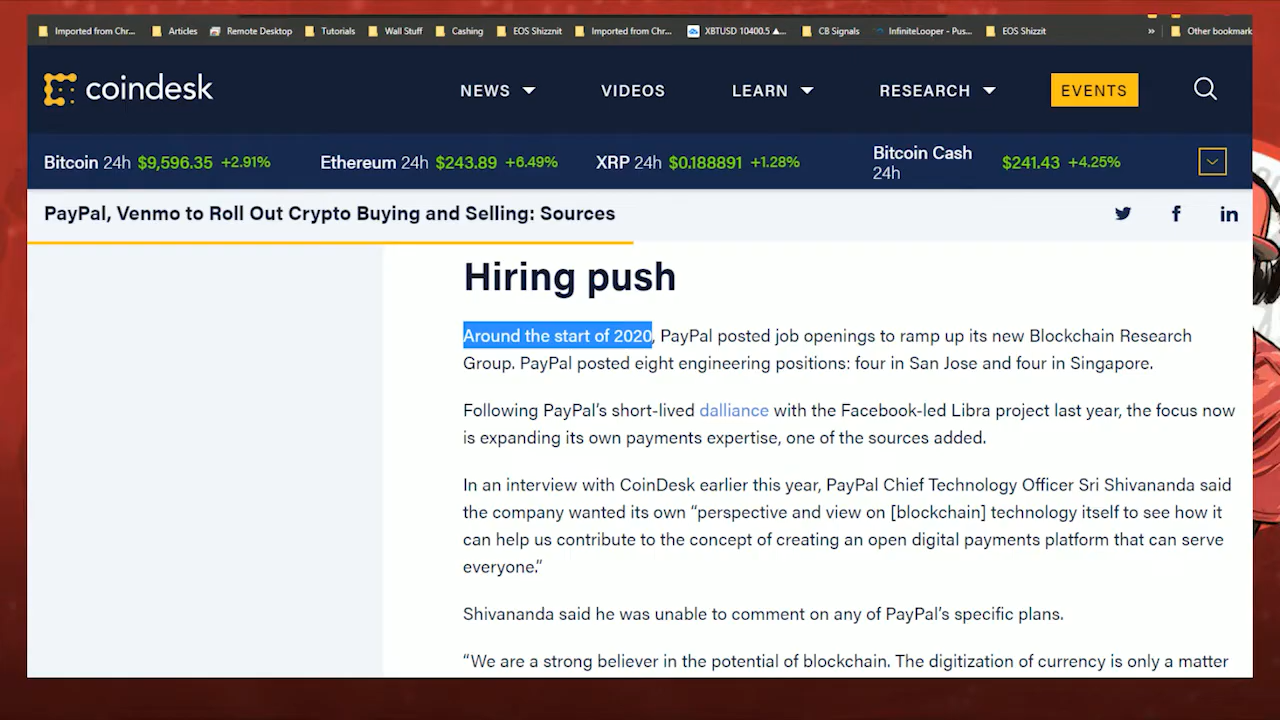 Imported from Chr... Articles Remote Desktop Tutorials Wall Stuff Cashing EOS Shizznit Imported from Chr... XBTUSD 10400.5 ▲... CB Signals InfiniteLooper - Pus... EOS Shizzit » Other bookmark
coindesk NEWS VIDEOS LEARN RESEARCH EVENTS
Bitcoin 24h $9,596.35 +2.91% Ethereum 24h $243.89 +6.49% XRP 24h $0.188891 +1.28% Bitcoin Cash 24h $241.43 +4.25%
PayPal, Venmo to Roll Out Crypto Buying and Selling: Sources
Hiring push
Around the start of 2020, PayPal posted job openings to ramp up its new Blockchain Research
Group. PayPal posted eight engineering positions: four in San Jose and four in Singapore.
Following PayPal’s short-lived dalliance with the Facebook-led Libra project last year, the focus now
is expanding its own payments expertise, one of the sources added.
In an interview with CoinDesk earlier this year, PayPal Chief Technology Officer Sri Shivananda said
the company wanted its own “perspective and view on [blockchain] technology itself to see how it
can help us contribute to the concept of creating an open digital payments platform that can serve
everyone.”
Shivananda said he was unable to comment on any of PayPal’s specific plans.
“We are a strong believer in the potential of blockchain. The digitization of currency is only a matter